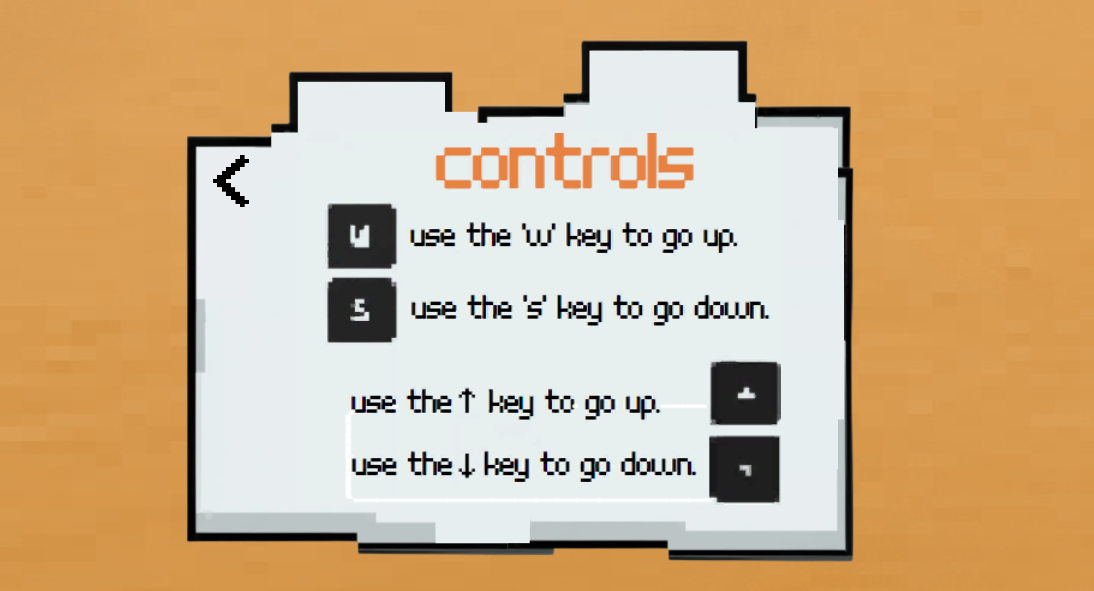 controls
W use the 'w' key to go up.
S use the 's' key to go down.
use the ↑ key to go up.
use the ↓ key to go down.